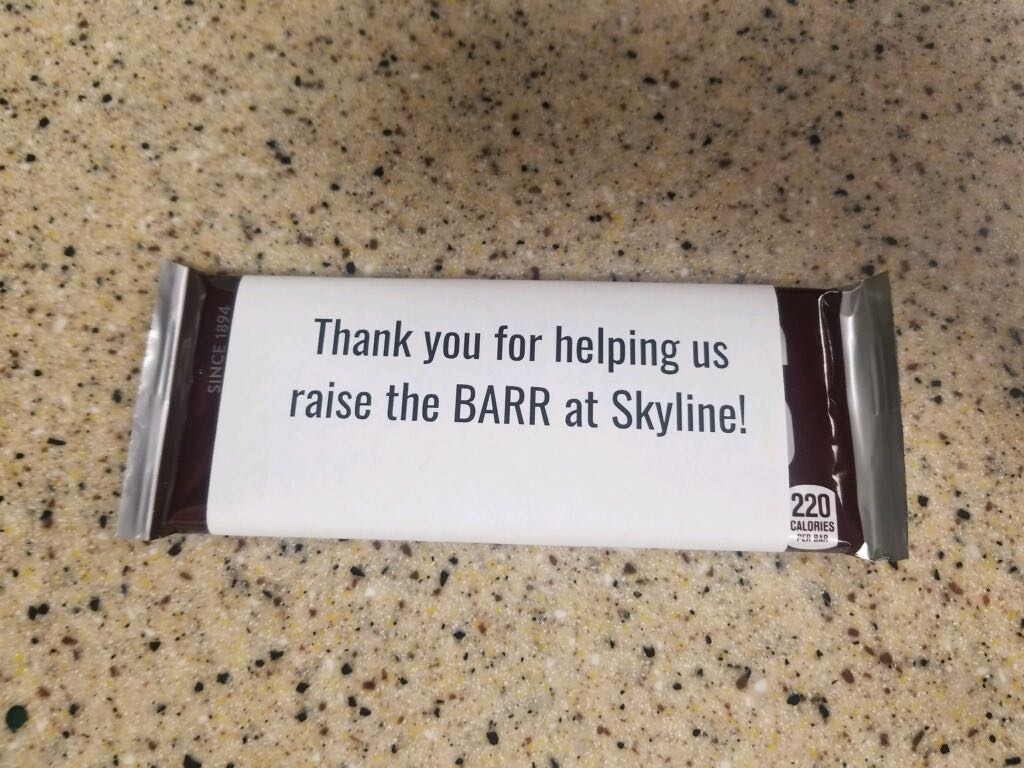 SINCE 1894
Thank you for helping us
raise the BARR at Skyline!
220
CALORIES
PER BAR